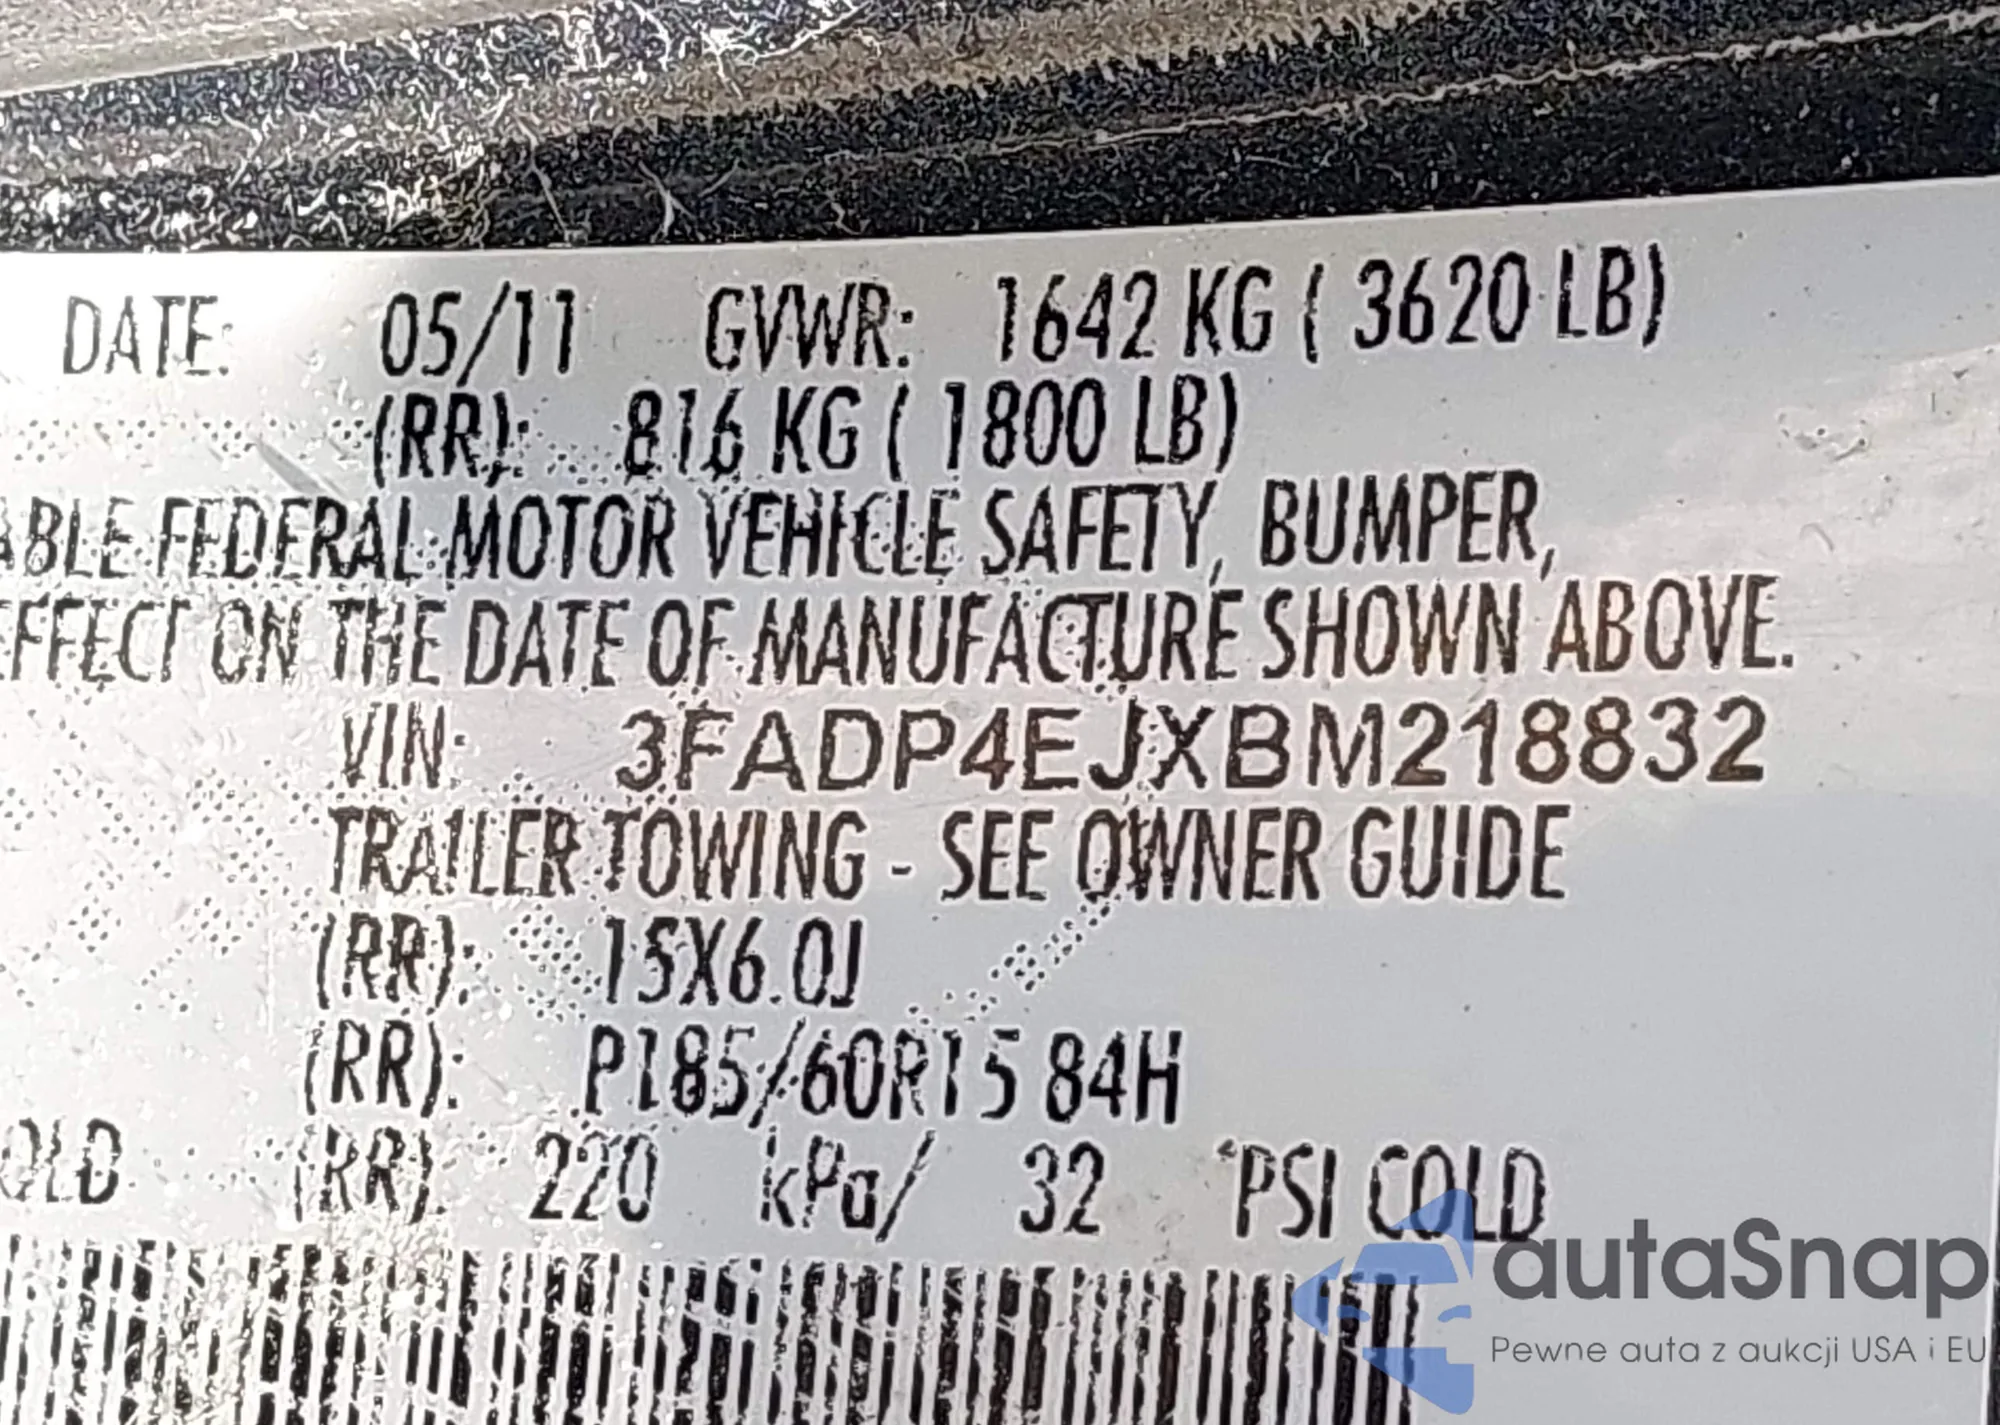 DATE: 05/11 GVWR: 1642 KG ( 3620 LB)
(RR): 816 KG ( 1800 LB)
ABLE FEDERAL MOTOR VEHICLE SAFETY, BUMPER,
EFFECT ON THE DATE OF MANUFACTURE SHOWN ABOVE.
VIN: 3FADP4EJXBM218832
TRAILER TOWING - SEE OWNER GUIDE
(RR): 15X6.0J
(RR): P185/60R15 84H
OLD (RR): 220 kPa/ 32 PSI COLD
autaSnap
Pewne auta z aukcji USA i EU